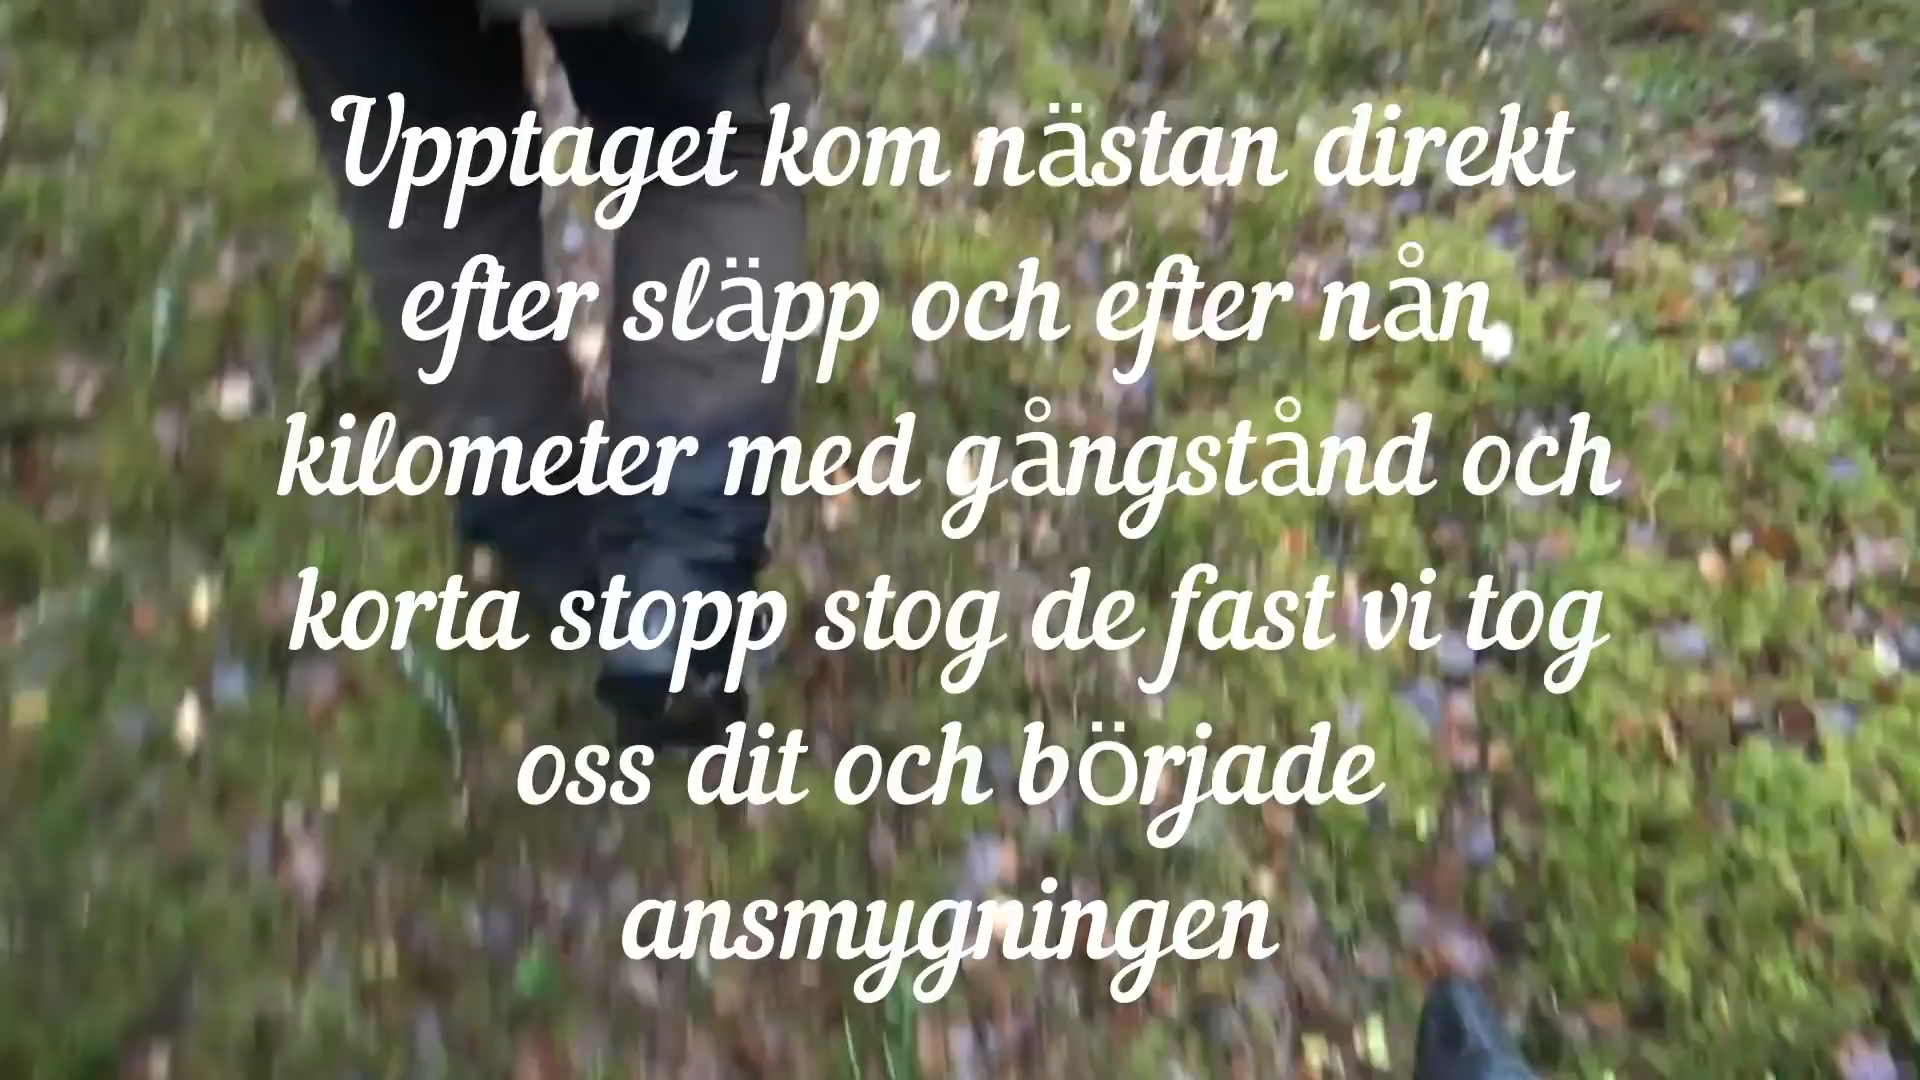 Upptaget kom nästan direkt
efter släpp och efter nån
kilometer med gångstånd och
korta stopp stog de fast vi tog
oss dit och började
ansmygningen